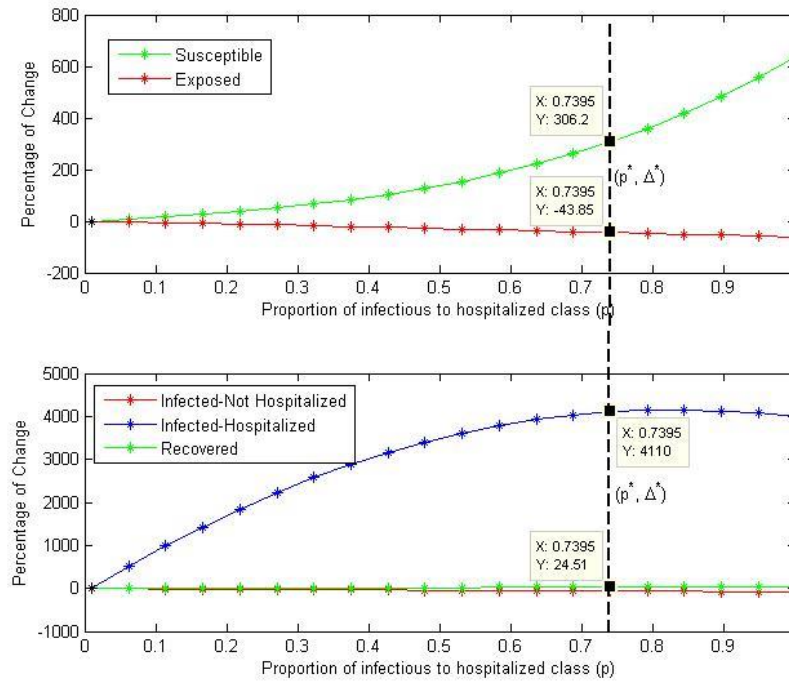 800
600
400
200
0
-200
Percentage of Change
Susceptible
Exposed
X: 0.7395
Y: 306.2
X: 0.7395
Y: -43.85
(p*, Δ*)
0 0.1 0.2 0.3 0.4 0.5 0.6 0.7 0.8 0.9
Proportion of infectious to hospitalized class (p)
5000
4000
3000
2000
1000
0
-1000
Percentage of Change
Infected-Not Hospitalized
Infected-Hospitalized
Recovered
X: 0.7395
Y: 4110
(p*, Δ*)
X: 0.7395
Y: 24.51
0 0.1 0.2 0.3 0.4 0.5 0.6 0.7 0.8 0.9
Proportion of infectious to hospitalized class (p)